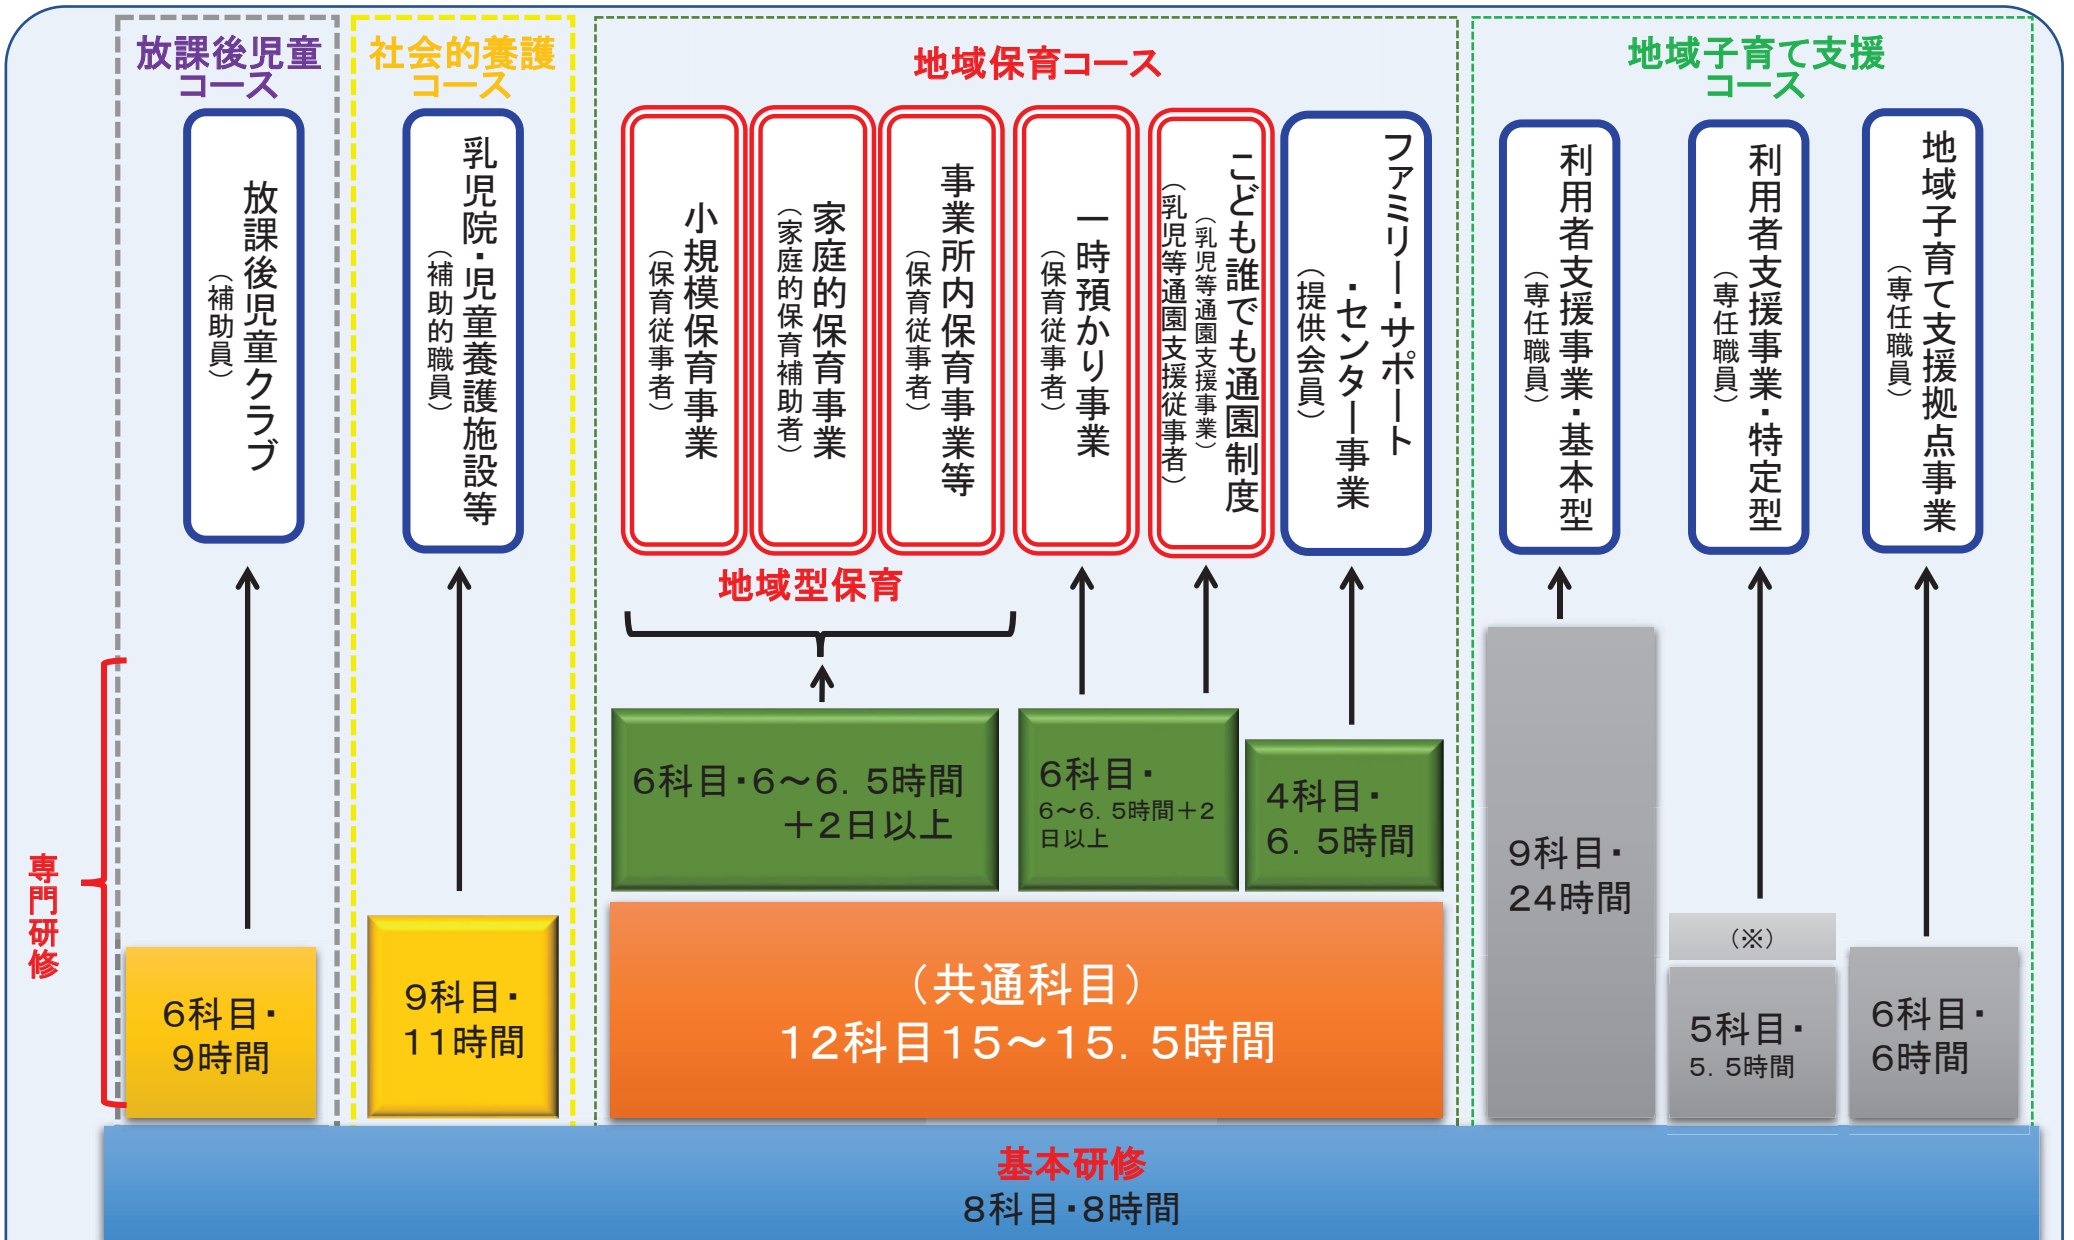 放課後児童
コース
社会的養護
コース
地域保育コース
地域子育て支援
コース
放課後児童クラブ
（補助員）
乳児院・児童養護施設等
（補助的職員）
小規模保育事業
（保育従事者）
家庭的保育事業
（家庭的保育補助者）
事業所内保育事業等
（保育従事者）
一時預かり事業
（保育従事者）
こども誰でも通園制度
（乳児等通園支援事業）
（乳児等通園支援従事者）
ファミリー・サポート
・センター事業
（提供会員）
利用者支援事業・基本型
（専任職員）
利用者支援事業・特定型
（専任職員）
地域子育て支援拠点事業
（専任職員）
地域型保育
専門研修
6科目・
9時間
9科目・
11時間
6科目・6～6．5時間
＋2日以上
6科目・
6～6．5時間＋2
日以上
4科目・
6．5時間
（共通科目）
12科目15～15．5時間
9科目・
24時間
（※）
5科目・
5．5時間
6科目・
6時間
基本研修
8科目・8時間